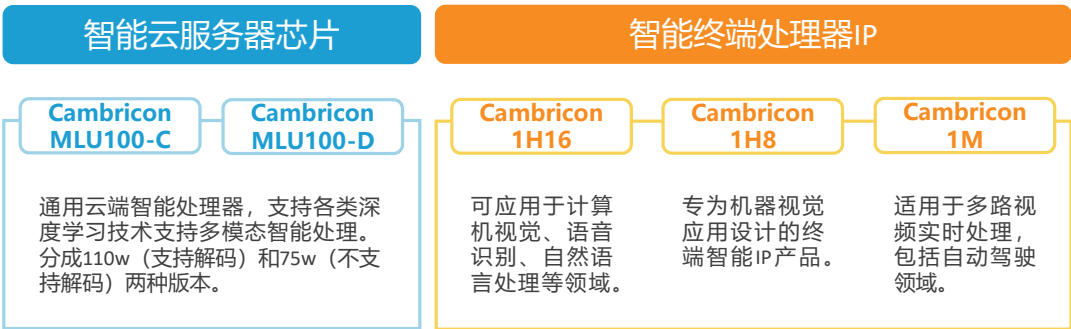 智能云服务器芯片
智能终端处理器IP
Cambricon
MLU100-C
Cambricon
MLU100-D
通用云端智能处理器，支持各类深
度学习技术支持多模态智能处理。
分成110w（支持解码）和75w（不支
持解码）两种版本。
Cambricon
1H16
可应用于计算
机视觉、语音
识别、自然语
言处理等领域。
Cambricon
1H8
专为机器视觉
应用设计的终
端智能IP产品。
Cambricon
1M
适用于多路视
频实时处理，
包括自动驾驶
领域。